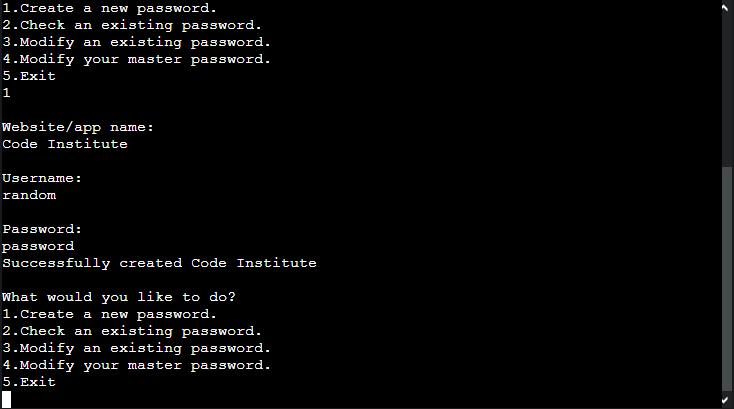 1.Create a new password.
2.Check an existing password.
3.Modify an existing password.
4.Modify your master password.
5.Exit
1
Website/app name:
Code Institute
Username:
random
Password:
password
Successfully created Code Institute
What would you like to do?
1.Create a new password.
2.Check an existing password.
3.Modify an existing password.
4.Modify your master password.
5.Exit